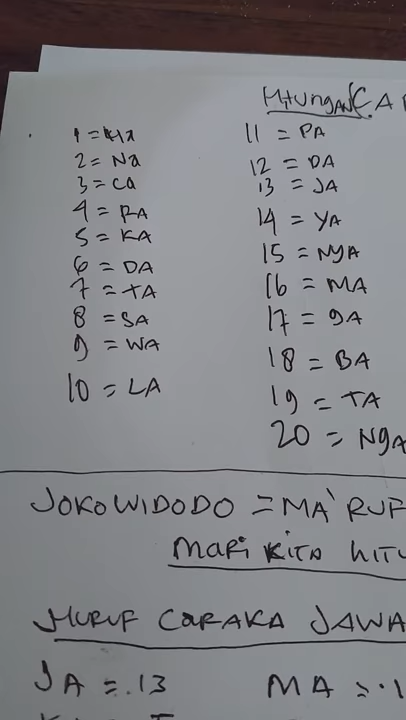 Hitungan C.A
1 = Ha
2 = Na
3 = Ca
4 = RA
5 = KA
6 = DA
7 = TA
8 = SA
9 = WA
10 = LA
11 = PA
12 = DA
13 = JA
14 = YA
15 = NYA
16 = MA
17 = GA
18 = BA
19 = TA
20 = NgA
JOKOWIDODO = MA'RUF
MARi KITA HITU
HURUF CARAKA JAWA
JA = .13
MA = .1